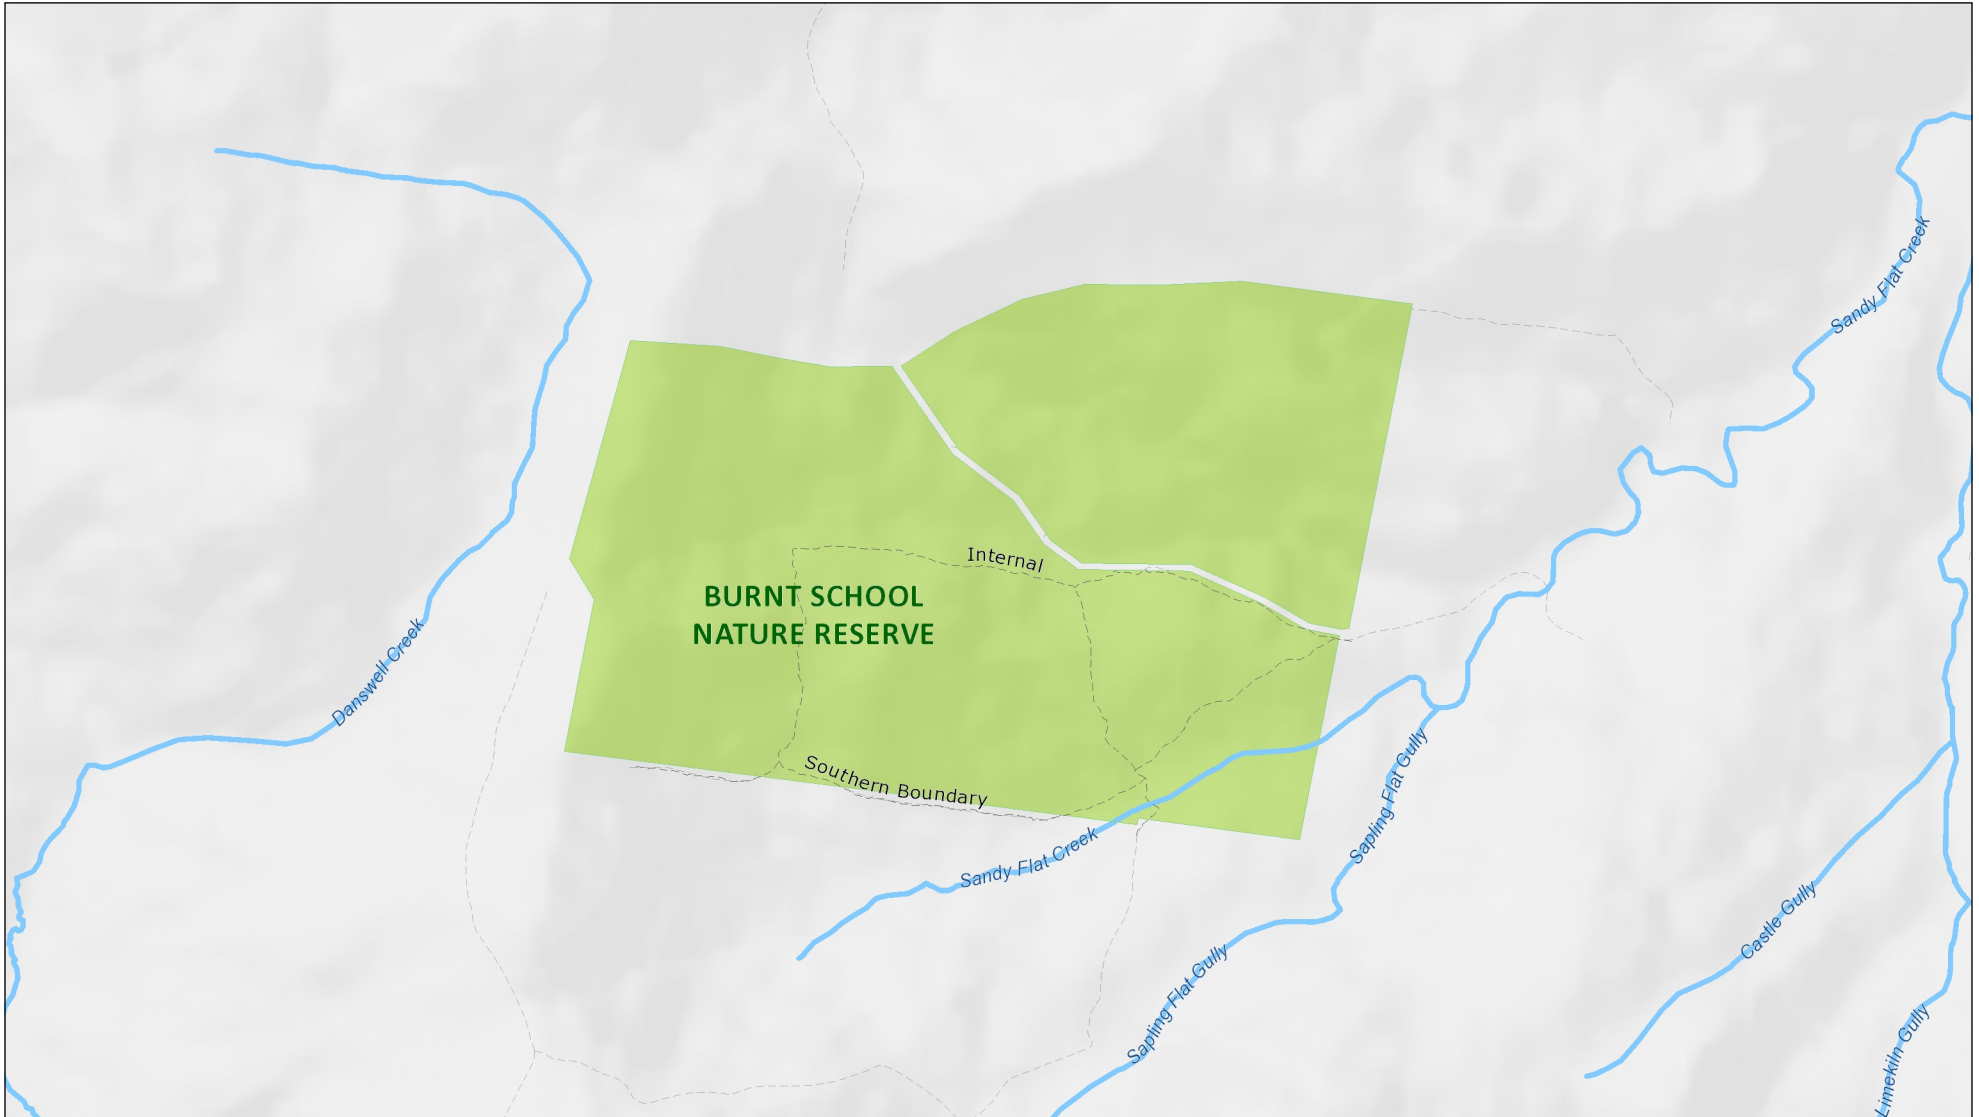 Sandy Flat Creek
Internal
BURNT SCHOOL
NATURE RESERVE
Danswell Creek
Southern Boundary
Sapling Flat Gully
Sandy Flat Creek
Castle Gully
Sapling Flat Gully
Limekiln Gully